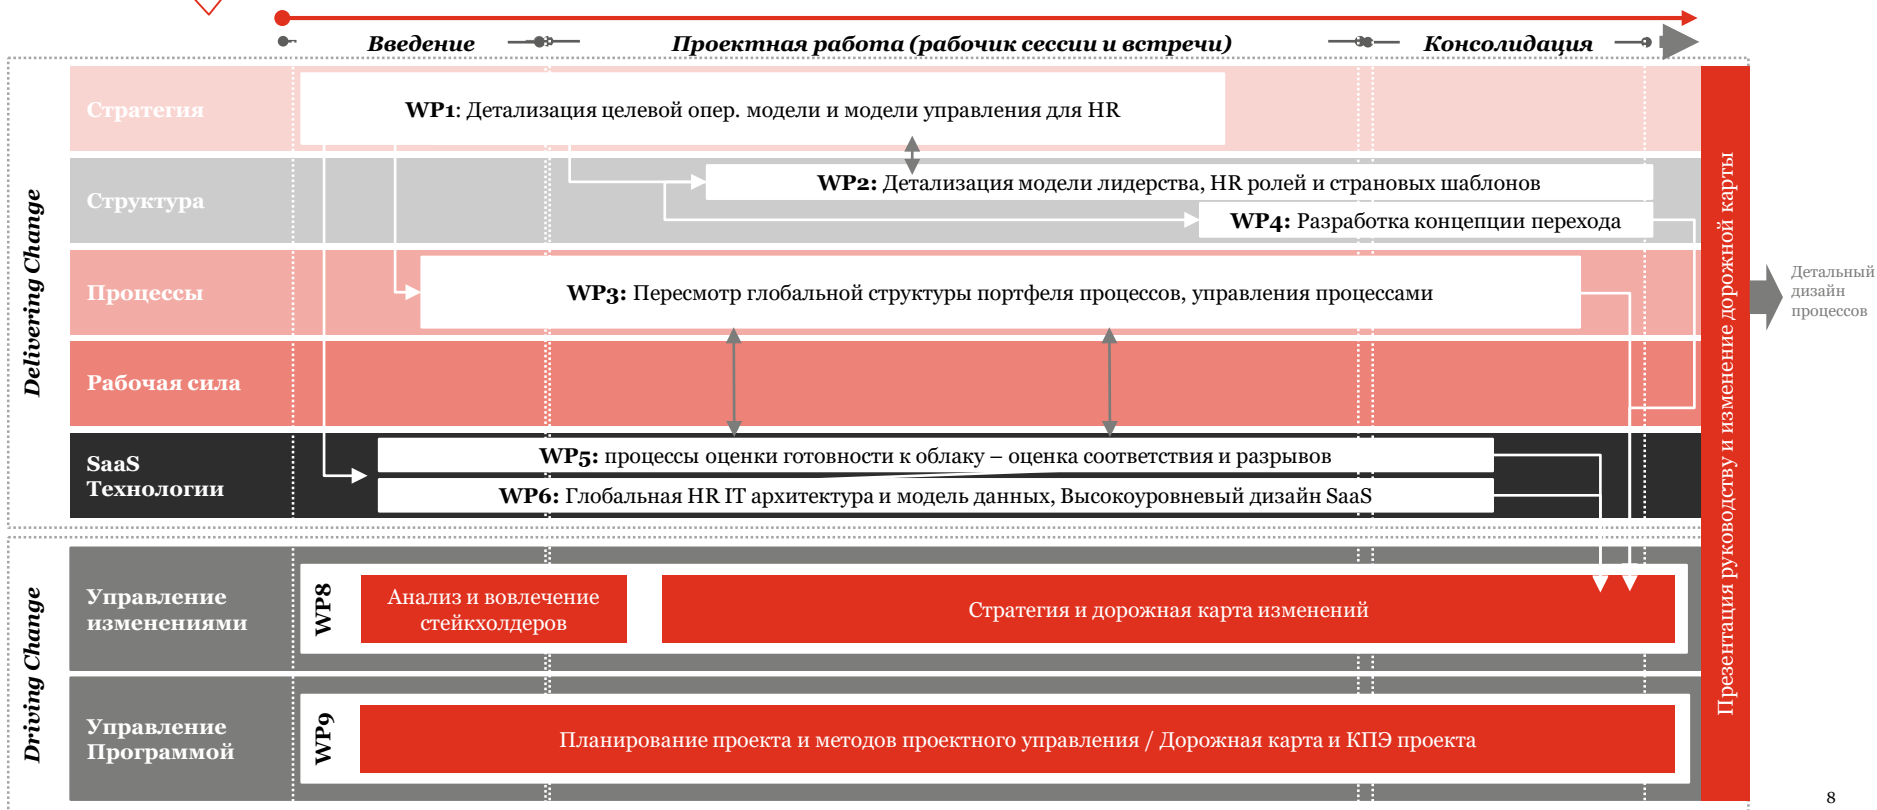 Введение
Проектная работа (рабочик сессии и встречи)
Консолидация
Delivering Change
Стратегия
WP1: Детализация целевой опер. модели и модели управления для HR
Структура
WP2: Детализация модели лидерства, HR ролей и страновых шаблонов
WP4: Разработка концепции перехода
Процессы
WP3: Пересмотр глобальной структуры портфеля процессов, управления процессами
Рабочая сила
SaaS
Технологии
WP5: процессы оценки готовности к облаку – оценка соответствия и разрывов
WP6: Глобальная HR IT архитектура и модель данных, Высокоуровневый дизайн SaaS
Driving Change
Управление
изменениями
WP8
Анализ и вовлечение
стейкхолдеров
Стратегия и дорожная карта изменений
Управление
Программой
WP9
Планирование проекта и методов проектного управления / Дорожная карта и КПЭ проекта
Презентация руководству и изменение дорожной карты
Детальный
дизайн
процессов
8